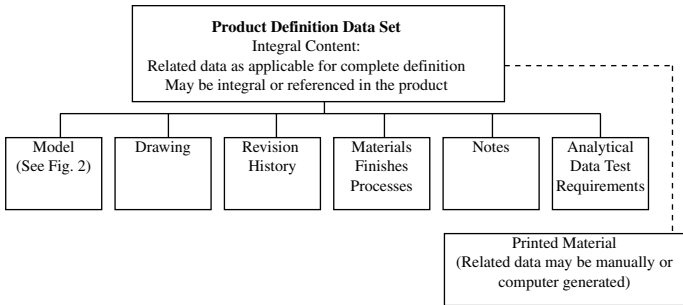 Product Definition Data Set
Integral Content:
Related data as applicable for complete definition
May be integral or referenced in the product
Model
(See Fig. 2)
Drawing
Revision
History
Materials
Finishes
Processes
Notes
Analytical
Data Test
Requirements
Printed Material
(Related data may be manually or
computer generated)